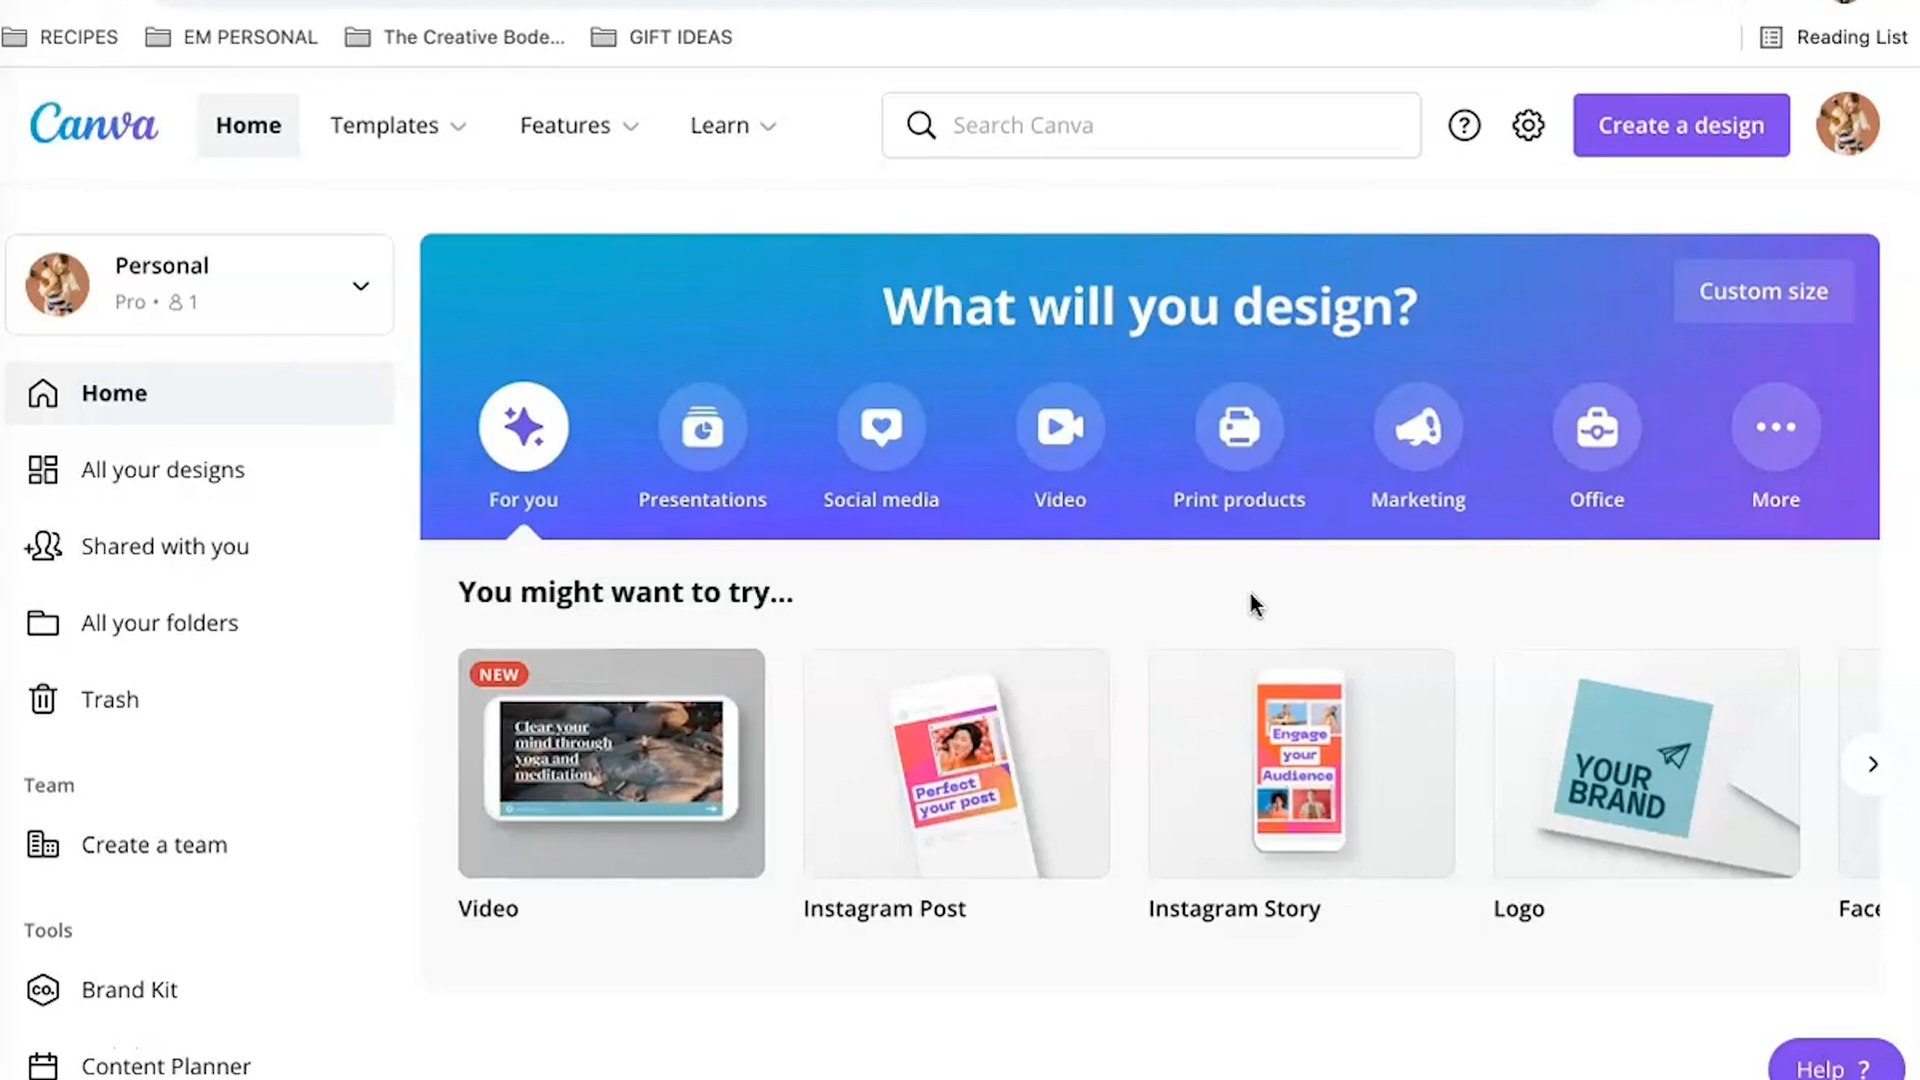 RECIPES
EM PERSONAL
The Creative Bode...
GIFT IDEAS
Reading List
Canva
Home
Templates
Features
Learn
Search Canva
?
Create a design
Personal
Pro • 1
Home
All your designs
Shared with you
All your folders
Trash
Team
Create a team
Tools
CO.
Brand Kit
Content Planner
What will you design?
Custom size
For you
Presentations
Social media
Video
Print products
Marketing
Office
More
You might want to try...
NEW
Clear your
mind through
yoga and
meditation.
Video
Perfect
your post
Instagram Post
Engage
your
Audience
Instagram Story
YOUR
BRAND
Logo
Face
Help ?